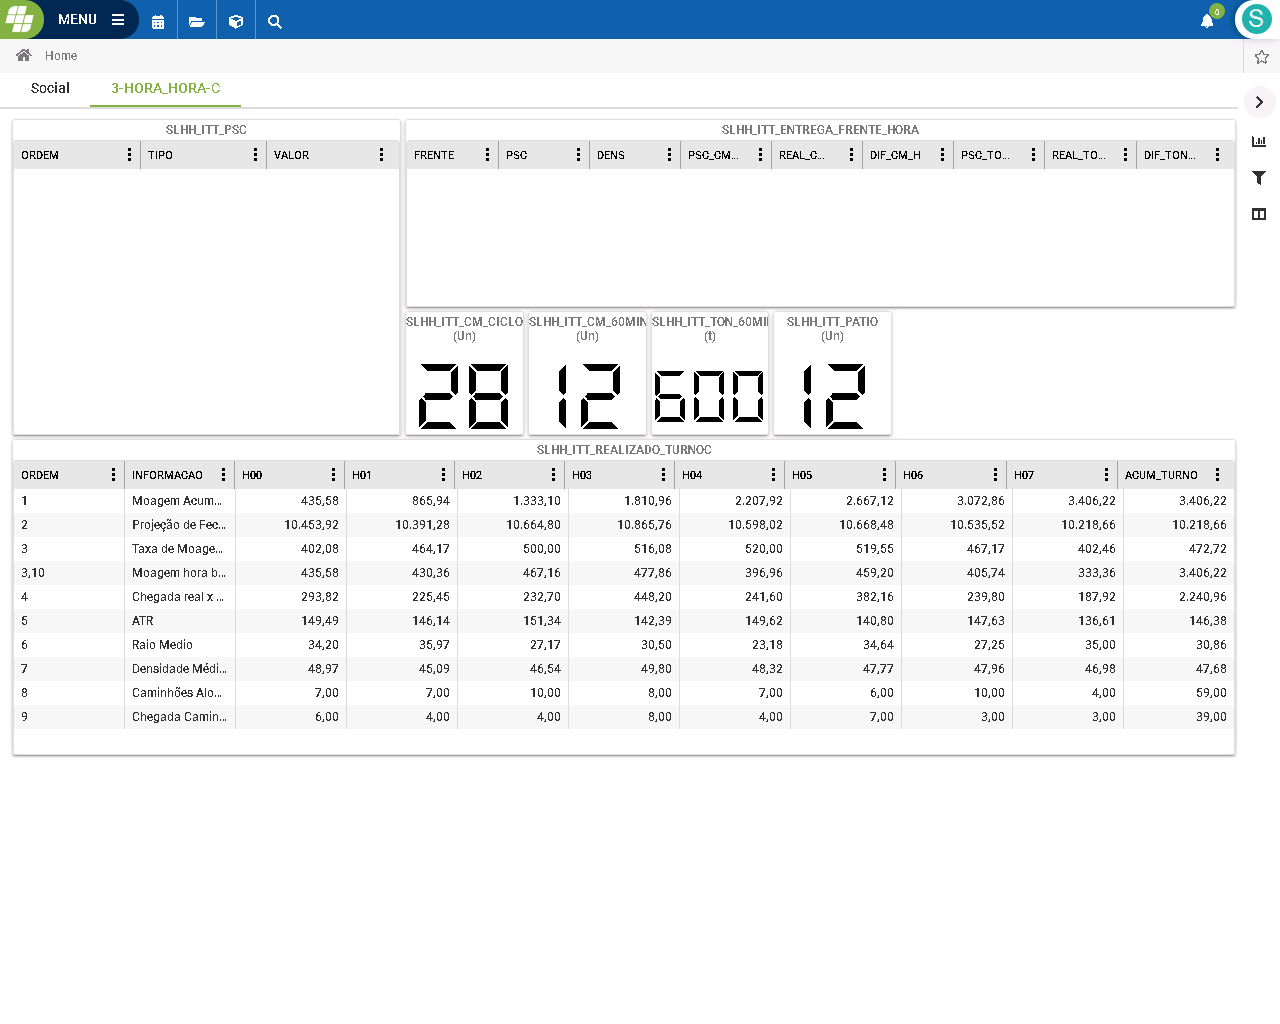 MENU
0
S
Home
Social 3-HORA_HORA-C
SLHH_ITT_PSC
ORDEM TIPO VALOR
SLHH_ITT_ENTREGA_FRENTE_HORA
FRENTE PSC DENS PSC_CM... REAL_C... DIF_CM_H PSC_TO... REAL_TO... DIF_TON...
SLHH_ITT_CM_CICLO
(Un)
28
SLHH_ITT_CM_60MIN
(Un)
12
SLHH_ITT_TON_60MI
(t)
600
SLHH_ITT_PATIO
(Un)
12
SLHH_ITT_REALIZADO_TURNOC
ORDEM INFORMACAO H00 H01 H02 H03 H04 H05 H06 H07 ACUM_TURNO
1 Moagem Acum... 435,58 865,94 1.333,10 1.810,96 2.207,92 2.667,12 3.072,86 3.406,22 3.406,22
2 Projeção de Fec... 10.453,92 10.391,28 10.664,80 10.865,76 10.598,02 10.668,48 10.535,52 10.218,66 10.218,66
3 Taxa de Moage... 402,08 464,17 500,00 516,08 520,00 519,55 467,17 402,46 472,72
3,10 Moagem hora b... 435,58 430,36 467,16 477,86 396,96 459,20 405,74 333,36 3.406,22
4 Chegada real x ... 293,82 225,45 232,70 448,20 241,60 382,16 239,80 187,92 2.240,96
5 ATR 149,49 146,14 151,34 142,39 149,62 140,80 147,63 136,61 146,38
6 Raio Medio 34,20 35,97 27,17 30,50 23,18 34,64 27,25 35,00 30,86
7 Densidade Médi... 48,97 45,09 46,54 49,80 48,32 47,77 47,96 46,98 47,68
8 Caminhões Alo... 7,00 7,00 10,00 8,00 7,00 6,00 10,00 4,00 59,00
9 Chegada Camin... 6,00 4,00 4,00 8,00 4,00 7,00 3,00 3,00 39,00